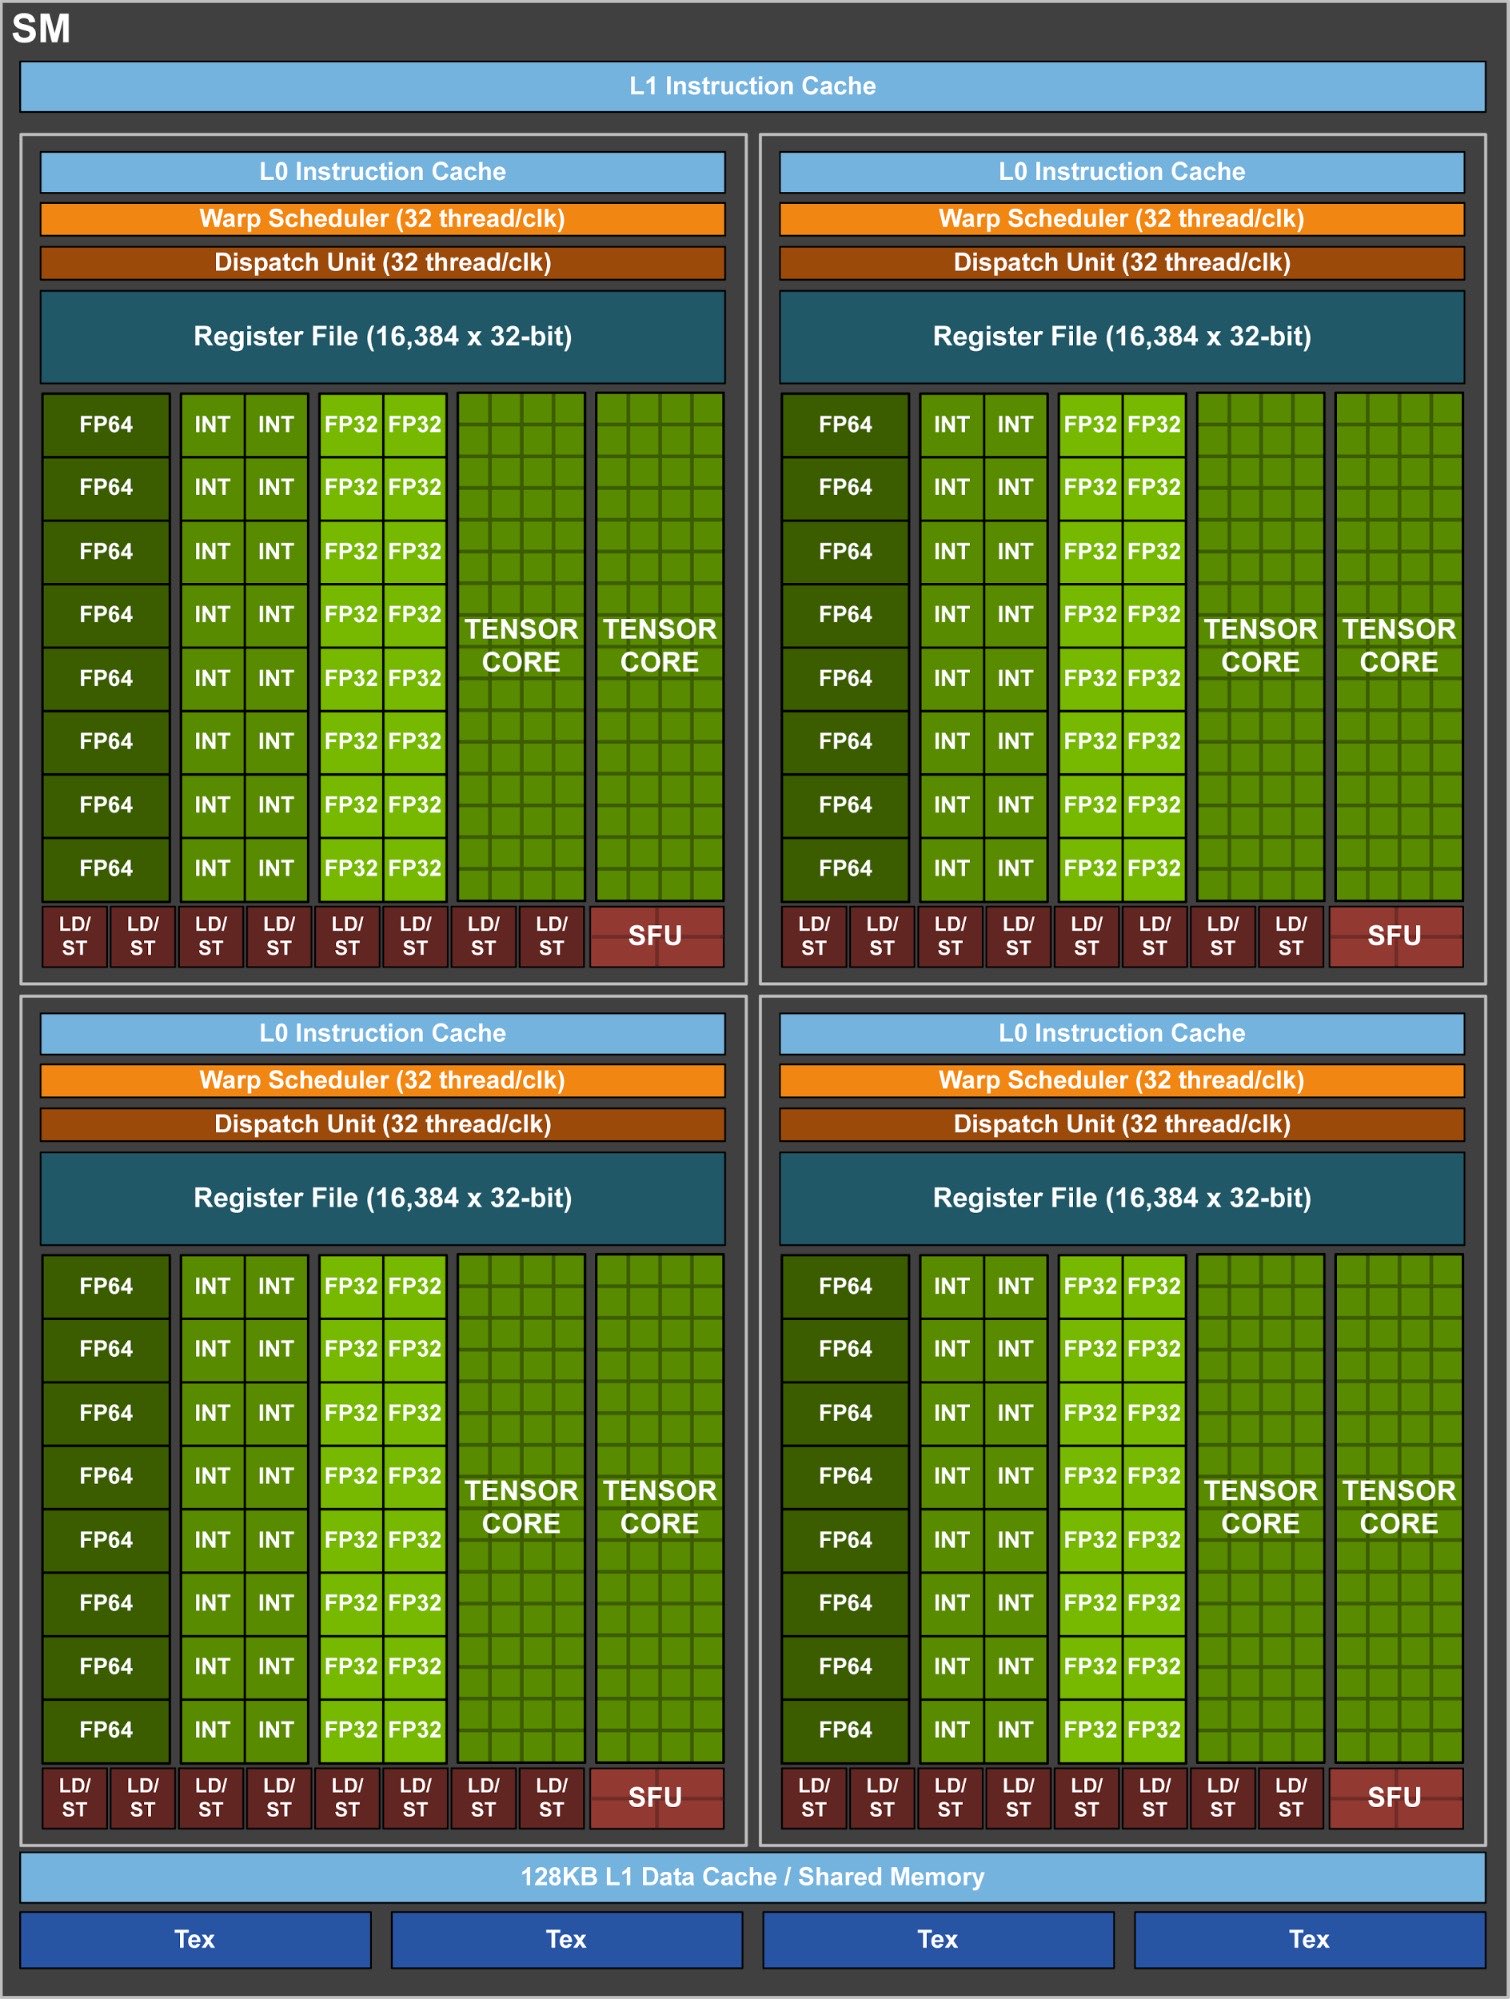 SM
L1 Instruction Cache
L0 Instruction Cache
Warp Scheduler (32 thread/clk)
Dispatch Unit (32 thread/clk)
Register File (16,384 x 32-bit)
FP64 INT INT FP32 FP32
FP64 INT INT FP32 FP32
FP64 INT INT FP32 FP32
FP64 INT INT FP32 FP32 TENSOR CORE TENSOR CORE
FP64 INT INT FP32 FP32
FP64 INT INT FP32 FP32
FP64 INT INT FP32 FP32
FP64 INT INT FP32 FP32
LD/ST LD/ST LD/ST LD/ST LD/ST LD/ST LD/ST LD/ST SFU
L0 Instruction Cache
Warp Scheduler (32 thread/clk)
Dispatch Unit (32 thread/clk)
Register File (16,384 x 32-bit)
FP64 INT INT FP32 FP32
FP64 INT INT FP32 FP32
FP64 INT INT FP32 FP32
FP64 INT INT FP32 FP32 TENSOR CORE TENSOR CORE
FP64 INT INT FP32 FP32
FP64 INT INT FP32 FP32
FP64 INT INT FP32 FP32
FP64 INT INT FP32 FP32
LD/ST LD/ST LD/ST LD/ST LD/ST LD/ST LD/ST LD/ST SFU
L0 Instruction Cache
Warp Scheduler (32 thread/clk)
Dispatch Unit (32 thread/clk)
Register File (16,384 x 32-bit)
FP64 INT INT FP32 FP32
FP64 INT INT FP32 FP32
FP64 INT INT FP32 FP32
FP64 INT INT FP32 FP32 TENSOR CORE TENSOR CORE
FP64 INT INT FP32 FP32
FP64 INT INT FP32 FP32
FP64 INT INT FP32 FP32
FP64 INT INT FP32 FP32
LD/ST LD/ST LD/ST LD/ST LD/ST LD/ST LD/ST LD/ST SFU
L0 Instruction Cache
Warp Scheduler (32 thread/clk)
Dispatch Unit (32 thread/clk)
Register File (16,384 x 32-bit)
FP64 INT INT FP32 FP32
FP64 INT INT FP32 FP32
FP64 INT INT FP32 FP32
FP64 INT INT FP32 FP32 TENSOR CORE TENSOR CORE
FP64 INT INT FP32 FP32
FP64 INT INT FP32 FP32
FP64 INT INT FP32 FP32
FP64 INT INT FP32 FP32
LD/ST LD/ST LD/ST LD/ST LD/ST LD/ST LD/ST LD/ST SFU
128KB L1 Data Cache / Shared Memory
Tex Tex Tex Tex